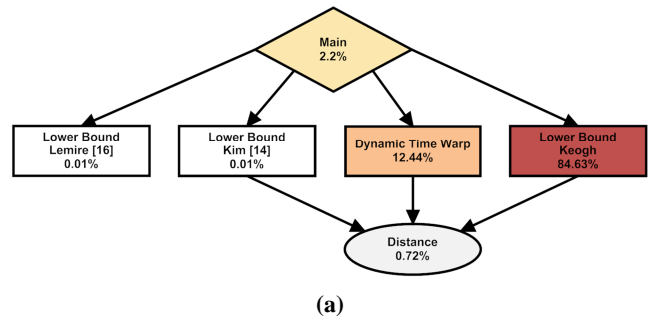 Main
2.2%
Lower Bound
Lemire [16]
0.01%
Lower Bound
Kim [14]
0.01%
Dynamic Time Warp
12.44%
Lower Bound
Keogh
84.63%
Distance
0.72%
(a)